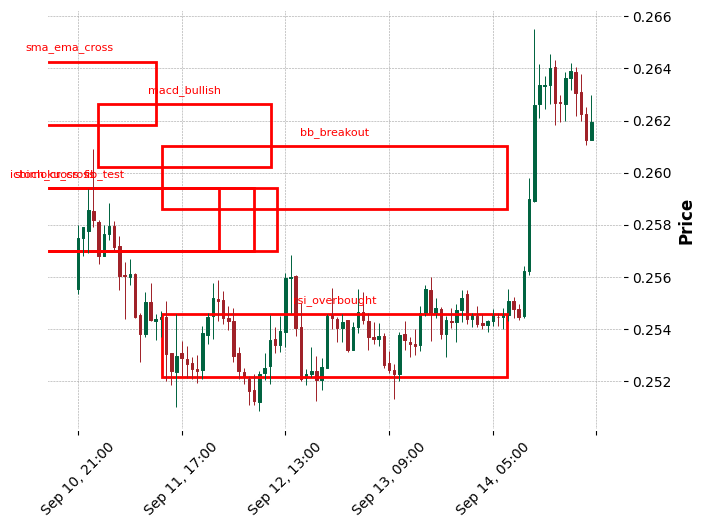 0.266
sma_ema_cross
0.264
macd_bullish
0.262
bb_breakout
0.260
fib_test
0.258
Price
0.256
rsi_overbought
0.254
0.252
Sep 10, 21:00
Sep 11, 17:00
Sep 12, 13:00
Sep 13, 09:00
Sep 14, 05:00